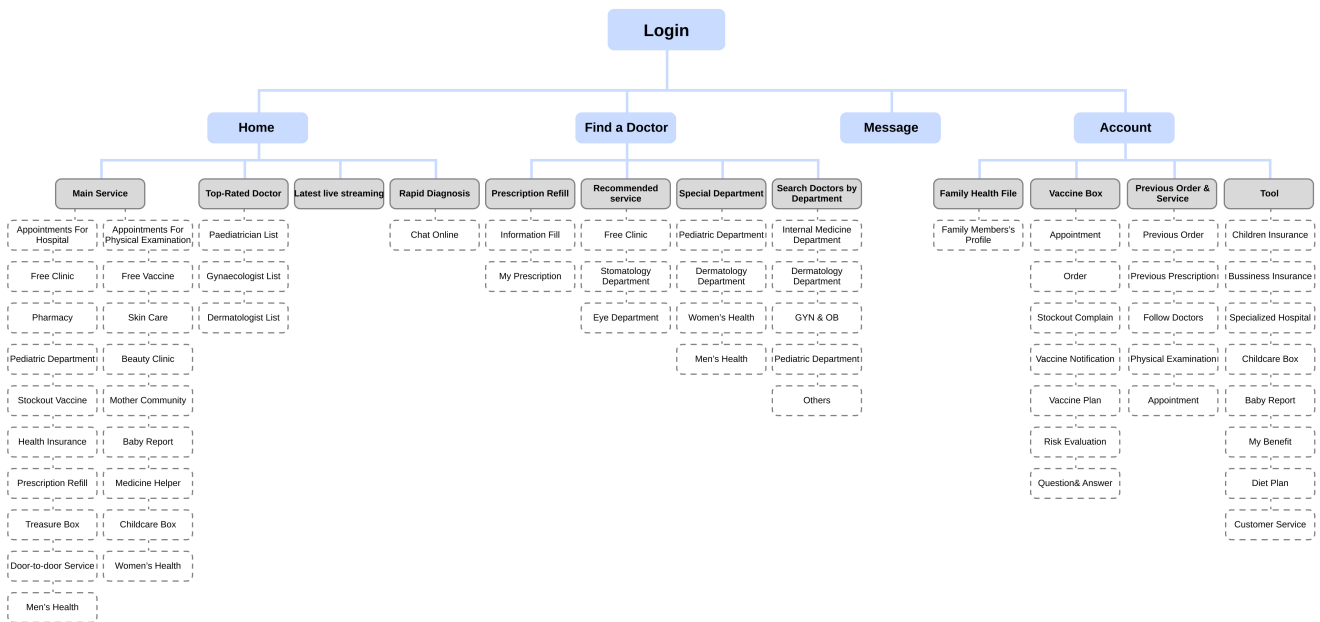 Login
Home
Find a Doctor
Message
Account
Main Service
Top-Rated Doctor
Latest live streaming
Rapid Diagnosis
Prescription Refill
Recommended
service
Special Department
Search Doctors by
Department
Family Health File
Vaccine Box
Previous Order &
Service
Tool
Appointments For
Hospital
Free Clinic
Pharmacy
Pediatric Department
Stockout Vaccine
Health Insurance
Prescription Refill
Treasure Box
Door-to-door Service
Men's Health
Appointments For
Physical Examination
Free Vaccine
Skin Care
Beauty Clinic
Mother Community
Baby Report
Medicine Helper
Childcare Box
Women's Health
Paediatrician List
Gynaecologist List
Dermatologist List
Chat Online
Information Fill
My Prescription
Free Clinic
Stomatology
Department
Eye Department
Pediatric Department
Dermatology
Department
Women's Health
Men's Health
Internal Medicine
Department
Dermatology
Department
GYN & OB
Pediatric Department
Others
Family Members's
Profile
Appointment
Order
Stockout Complain
Vaccine Notification
Vaccine Plan
Risk Evaluation
Question& Answer
Previous Order
Previous Prescription
Follow Doctors
Physical Examination
Appointment
Children Insurance
Bussiness Insurance
Specialized Hospital
Childcare Box
Baby Report
My Benefit
Diet Plan
Customer Service